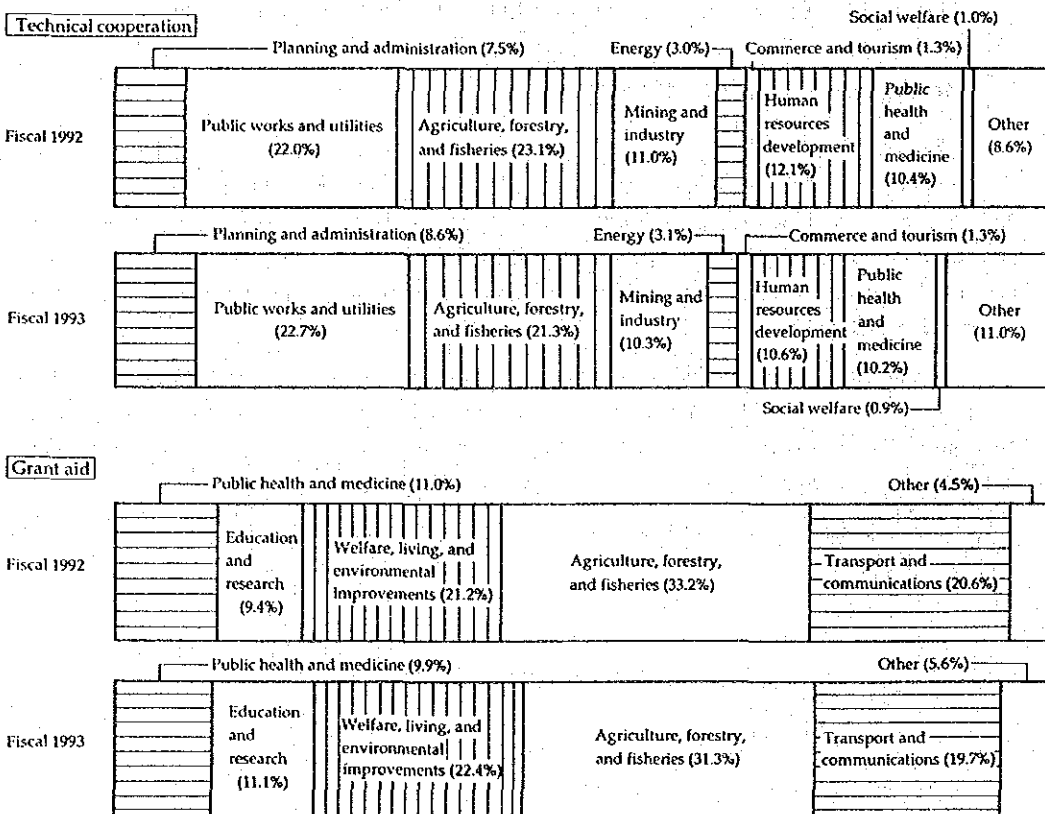 Technical cooperation
Social welfare (1.0%)
Planning and administration (7.5%)
Energy (3.0%)
Commerce and tourism (1.3%)
Fiscal 1992
Public works and utilities
(22.0%)
Agriculture, forestry,
and fisheries (23.1%)
Mining and
industry
(11.0%)
Human
resources
development
(12.1%)
Public
health
and
medicine
(10.4%)
Other
(8.6%)
Planning and administration (8.6%)
Energy (3.1%)
Commerce and tourism (1.3%)
Fiscal 1993
Public works and utilities
(22.7%)
Agriculture, forestry,
and fisheries (21.3%)
Mining and
industry
(10.3%)
Human
resources
development
(10.6%)
Public
health
and
medicine
(10.2%)
Other
(11.0%)
Social welfare (0.9%)
Grant aid
Public health and medicine (11.0%)
Other (4.5%)
Fiscal 1992
Education
and
research
(9.4%)
Welfare, living, and
environmental
improvements (21.2%)
Agriculture, forestry,
and fisheries (33.2%)
Transport and
communications (20.6%)
Public health and medicine (9.9%)
Other (5.6%)
Fiscal 1993
Education
and
research
(11.1%)
Welfare, living, and
environmental
improvements (22.4%)
Agriculture, forestry,
and fisheries (31.3%)
Transport and
communications (19.7%)